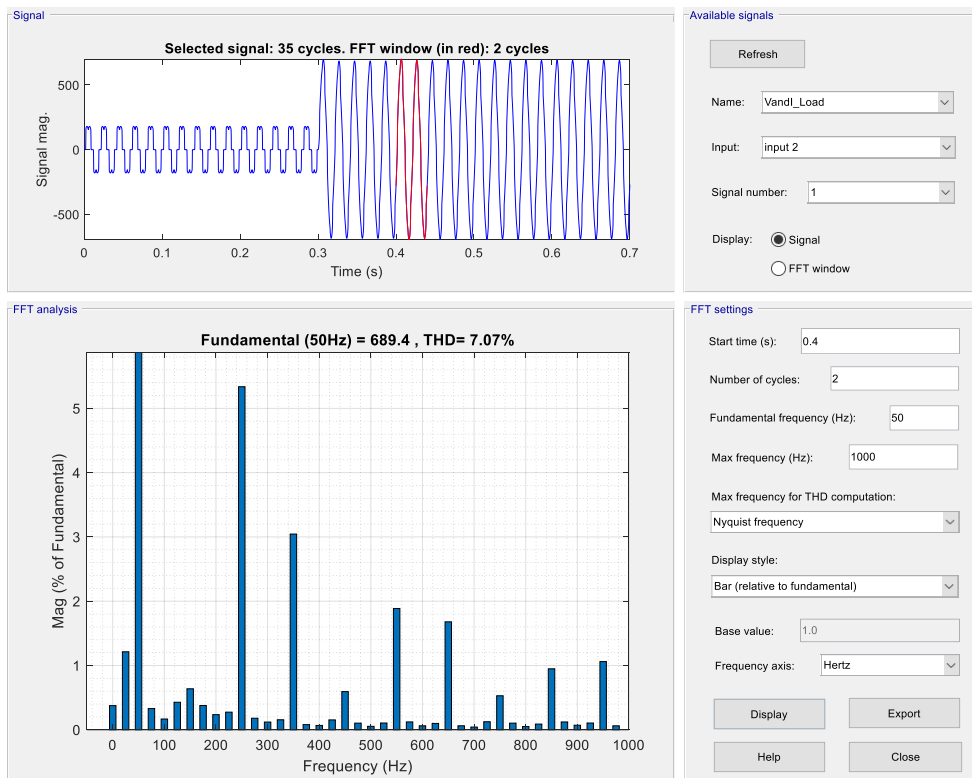 Signal
Selected signal: 35 cycles. FFT window (in red): 2 cycles
Signal mag.
500
0
-500
0 0.1 0.2 0.3 0.4 0.5 0.6 0.7
Time (s)
Available signals
Refresh
Name: VandI_Load
Input: input 2
Signal number: 1
Display: Signal
FFT window
FFT analysis
Fundamental (50Hz) = 689.4 , THD= 7.07%
Mag (% of Fundamental)
5
4
3
2
1
0
0 100 200 300 400 500 600 700 800 900 1000
Frequency (Hz)
FFT settings
Start time (s): 0.4
Number of cycles: 2
Fundamental frequency (Hz): 50
Max frequency (Hz): 1000
Max frequency for THD computation:
Nyquist frequency
Display style:
Bar (relative to fundamental)
Base value: 1.0
Frequency axis: Hertz
Display Export
Help Close